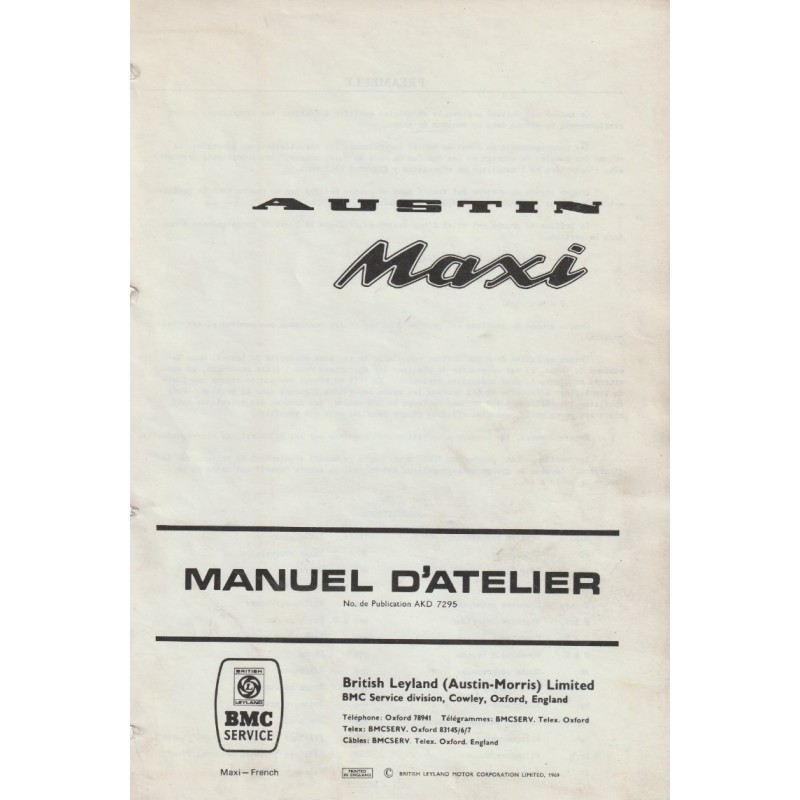 AUSTIN
Maxi
MANUEL D'ATELIER
No. de Publication AKD 7295
BRITISH
LEYLAND
BMC
SERVICE
British Leyland (Austin-Morris) Limited
BMC Service division, Cowley, Oxford, England
Téléphone: Oxford 78941 Télégrammes: BMCSERV. Telex. Oxford
Telex: BMCSERV. Oxford 83145/6/7
Câbles: BMCSERV. Telex. Oxford. England
Maxi—French
PRINTED
IN ENGLAND
© BRITISH LEYLAND MOTOR CORPORATION LIMITED, 1969